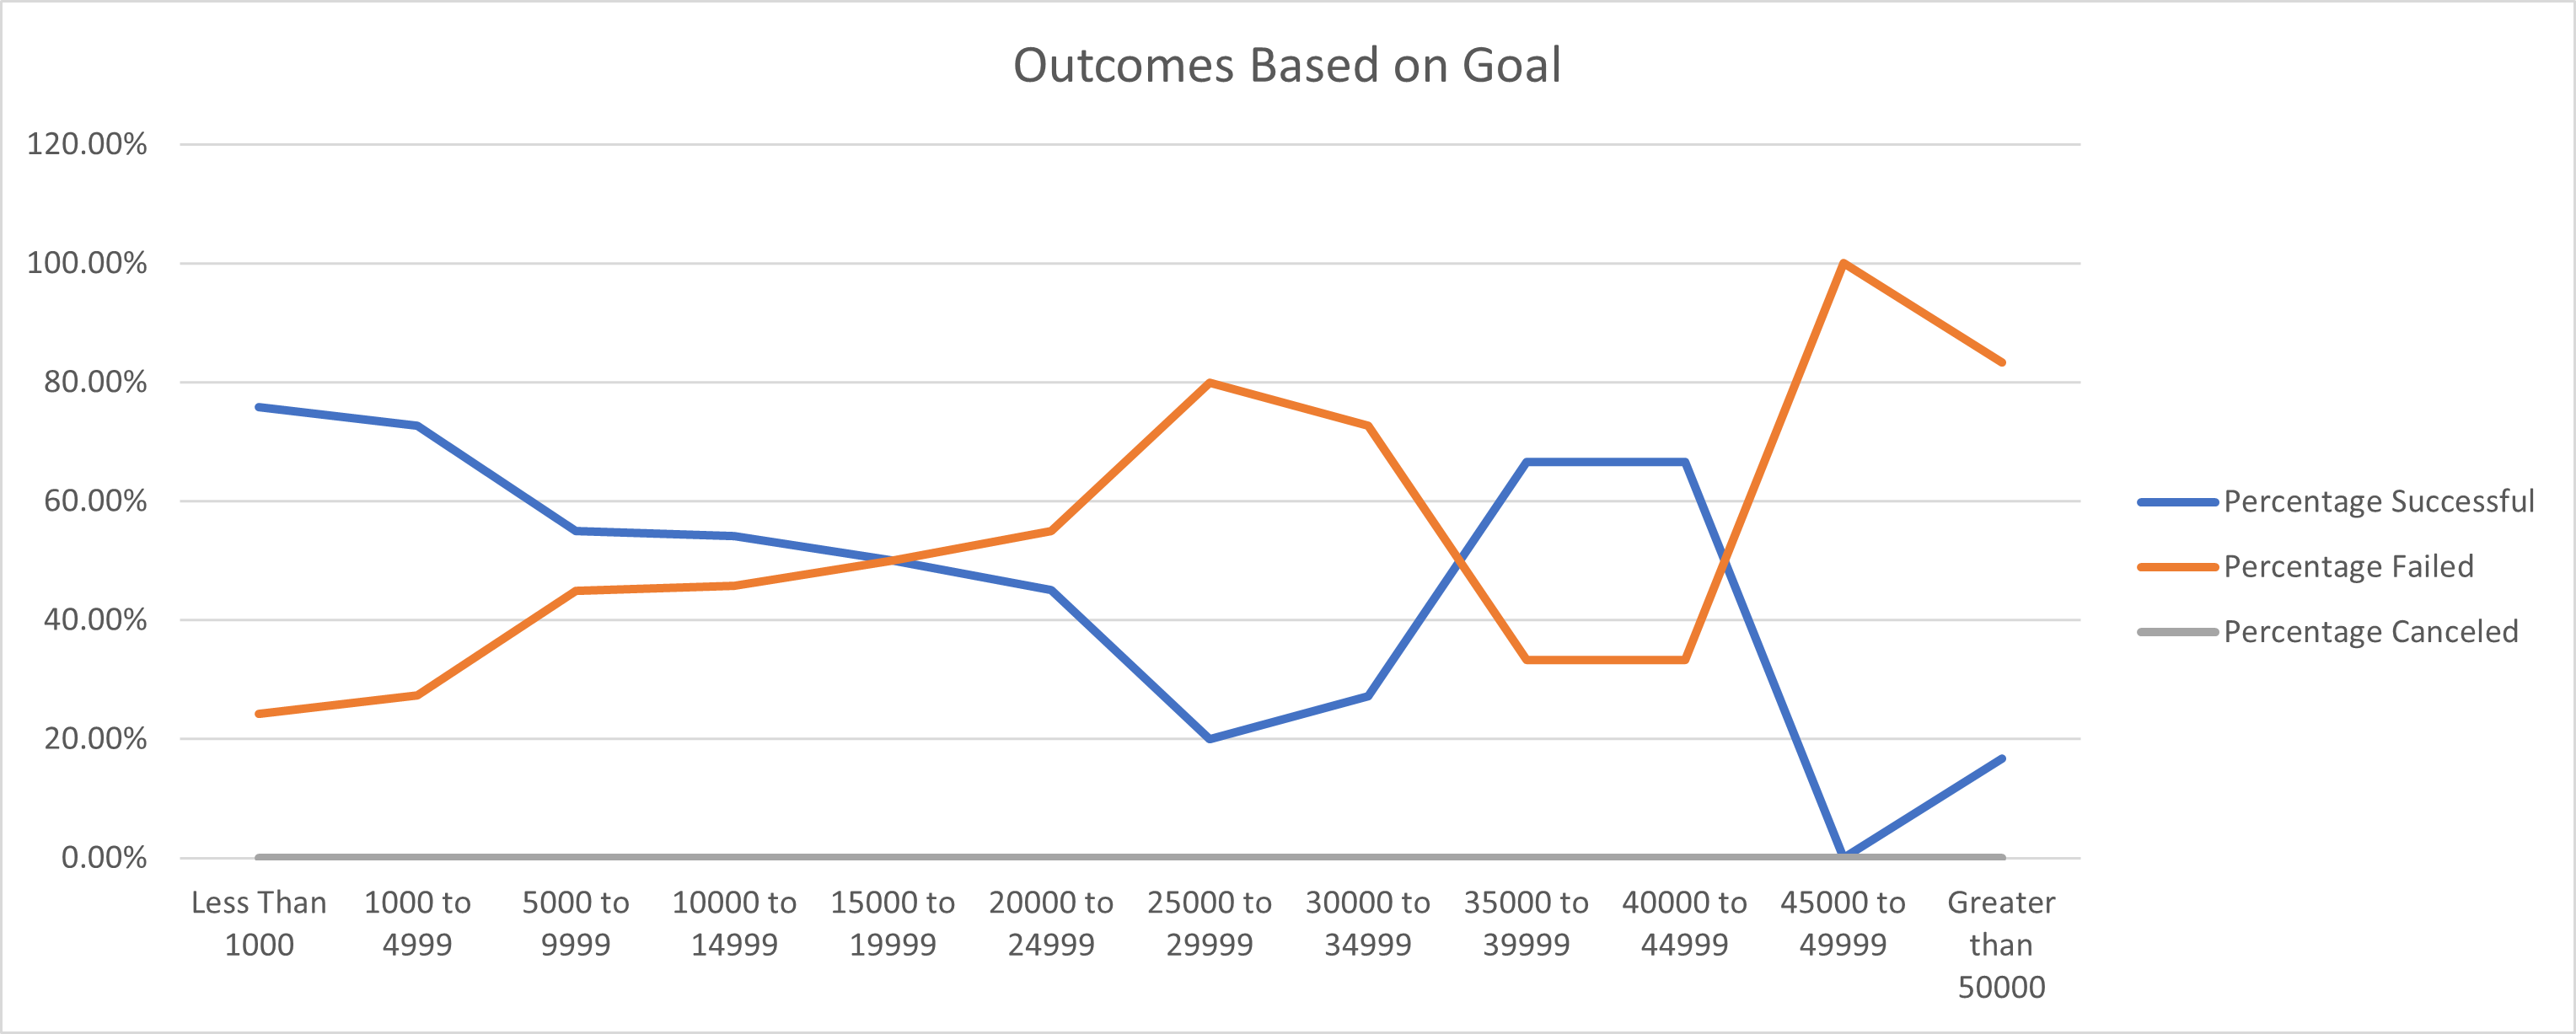 Outcomes Based on Goal
120.00%
100.00%
80.00%
60.00%
40.00%
20.00%
0.00%
Less Than
1000
1000 to
4999
5000 to
9999
10000 to
14999
15000 to
19999
20000 to
24999
25000 to
29999
30000 to
34999
35000 to
39999
40000 to
44999
45000 to
49999
Greater
than
50000
Percentage Successful
Percentage Failed
Percentage Canceled